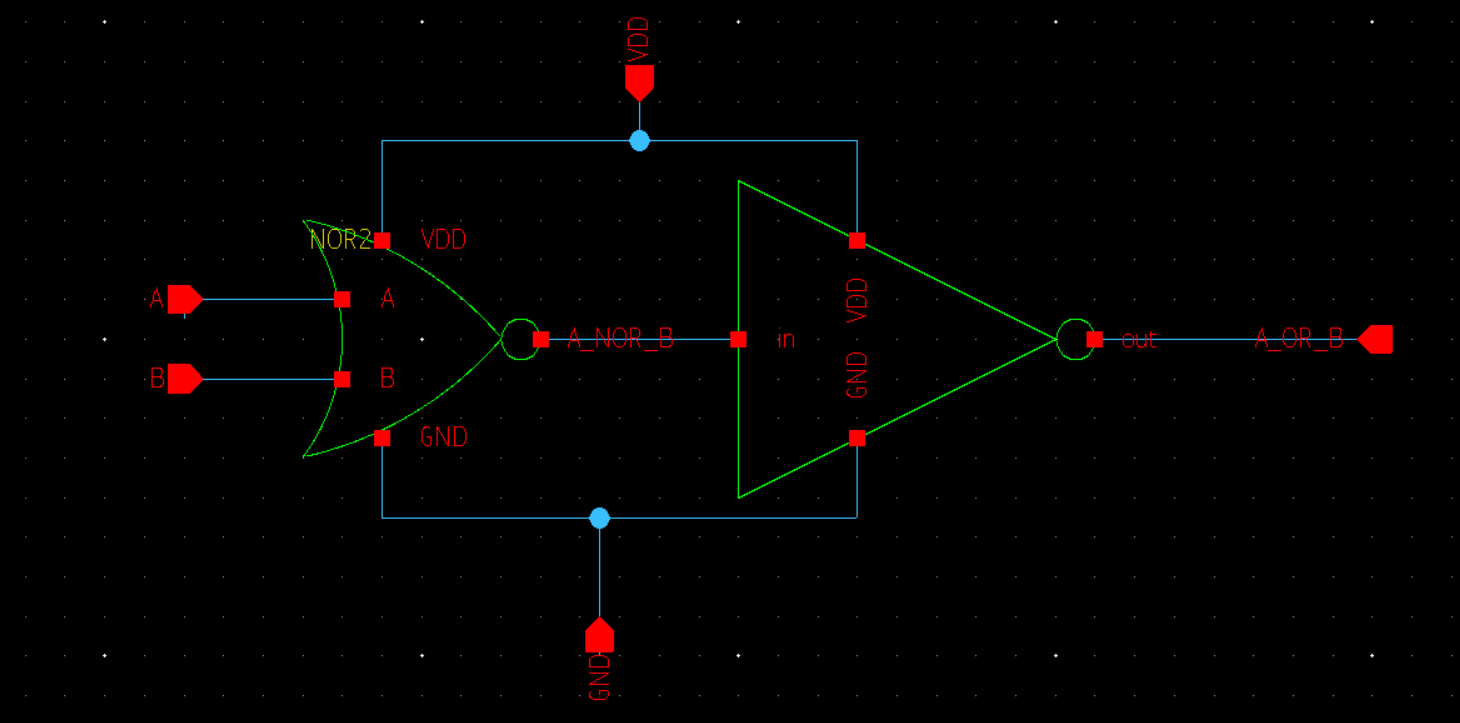 VDD
NOR2
VDD
A
A
VDD
A_NOR_B
in
out
A_OR_B
B
B
GND
GND
GND